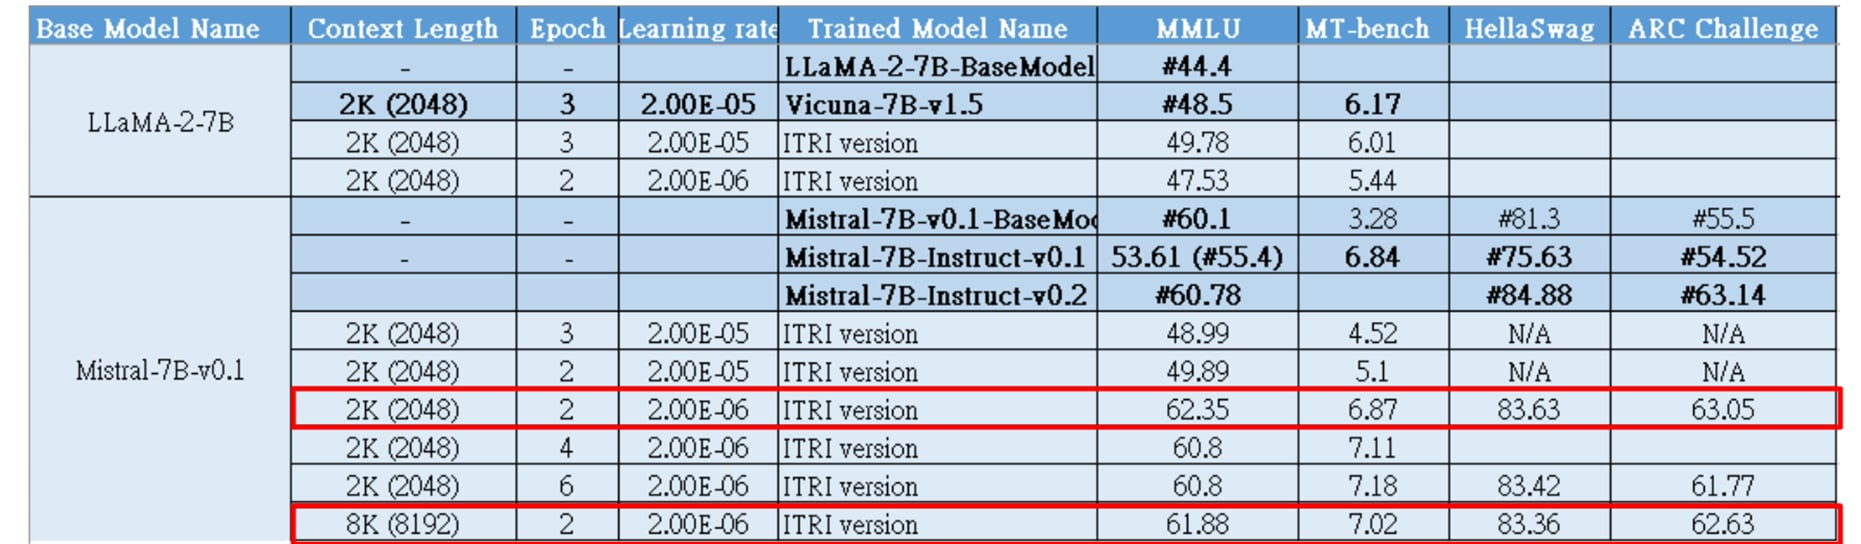 Base Model Name Context Length Epoch Learning rate Trained Model Name MMLU MT-bench HellaSwag ARC Challenge
LLaMA-2-7B
- - LLaMA-2-7B-BaseModel #44.4
2K (2048) 3 2.00E-05 Vicuna-7B-v1.5 #48.5 6.17
2K (2048) 3 2.00E-05 ITRI version 49.78 6.01
2K (2048) 2 2.00E-06 ITRI version 47.53 5.44
Mistral-7B-v0.1
- - Mistral-7B-v0.1-BaseMod #60.1 3.28 #81.3 #55.5
- - Mistral-7B-Instruct-v0.1 53.61 (#55.4) 6.84 #75.63 #54.52
Mistral-7B-Instruct-v0.2 #60.78 #84.88 #63.14
2K (2048) 3 2.00E-05 ITRI version 48.99 4.52 N/A N/A
2K (2048) 2 2.00E-05 ITRI version 49.89 5.1 N/A N/A
2K (2048) 2 2.00E-06 ITRI version 62.35 6.87 83.63 63.05
2K (2048) 4 2.00E-06 ITRI version 60.8 7.11
2K (2048) 6 2.00E-06 ITRI version 60.8 7.18 83.42 61.77
8K (8192) 2 2.00E-06 ITRI version 61.88 7.02 83.36 62.63